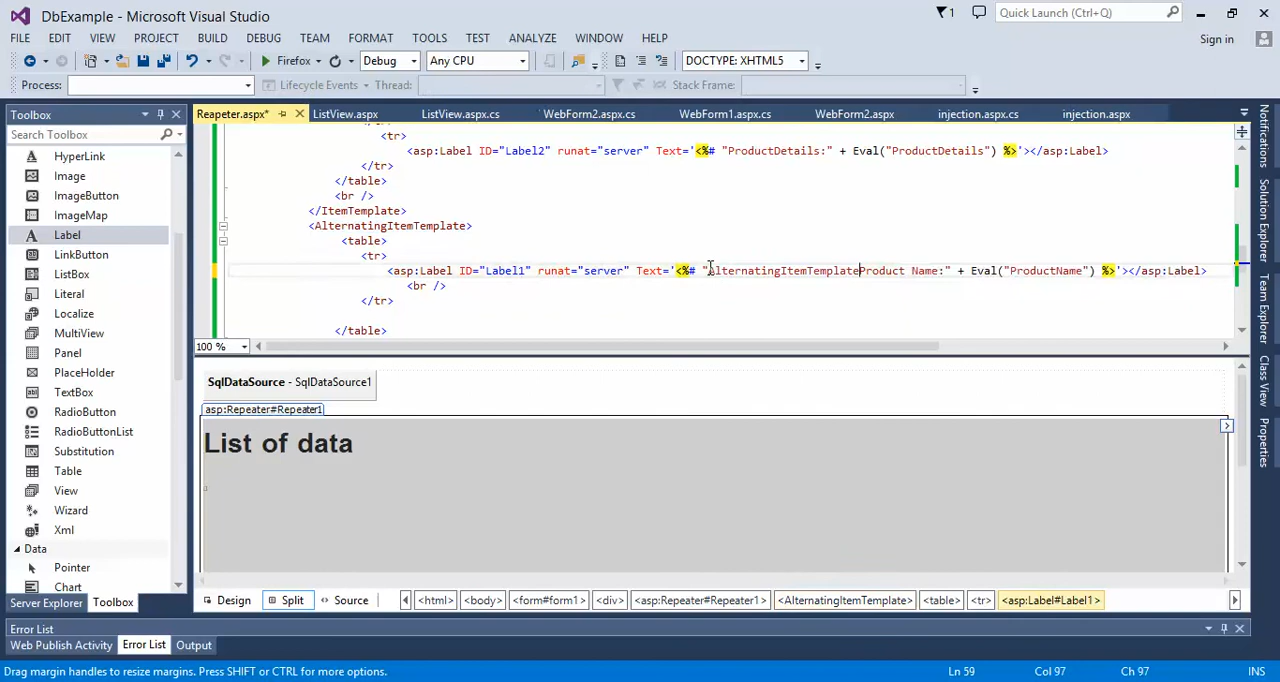 DbExample - Microsoft Visual Studio
1
Quick Launch (Ctrl+Q)
FILE EDIT VIEW PROJECT BUILD DEBUG TEAM FORMAT TOOLS TEST ANALYZE WINDOW HELP
Sign in
Firefox Debug Any CPU DOCTYPE: XHTML5
Process: Lifecycle Events Thread: Stack Frame:
Toolbox
Reapeter.aspx* ListView.aspx ListView.aspx.cs WebForm2.aspx.cs WebForm1.aspx.cs WebForm2.aspx injection.aspx.cs injection.aspx
Search Toolbox
HyperLink
Image
ImageButton
ImageMap
Label
LinkButton
ListBox
Literal
Localize
MultiView
Panel
PlaceHolder
TextBox
RadioButton
RadioButtonList
Substitution
Table
View
Wizard
Xml
Data
Pointer
Chart
Server Explorer Toolbox
<tr>
<asp:Label ID="Label2" runat="server" Text='<%# "ProductDetails:" + Eval("ProductDetails") %>'></asp:Label>
</tr>
</table>
<br />
</ItemTemplate>
<AlternatingItemTemplate>
<table>
<tr>
<asp:Label ID="Label1" runat="server" Text='<%# "AlternatingItemTemplateProduct Name:" + Eval("ProductName") %>'></asp:Label>
<br />
</tr>
</table>
100 %
SqlDataSource - SqlDataSource1
asp:Repeater#Repeater1
List of data
Design Split Source <html> <body> <form#form1> <div> <asp:Repeater#Repeater1> <AlternatingItemTemplate> <table> <tr> <asp:Label#Label1>
Notifications
Solution Explorer
Team Explorer
Class View
Properties
Error List
Web Publish Activity Error List Output
Drag margin handles to resize margins. Press SHIFT or CTRL for more options.
Ln 59 Col 97 Ch 97 INS